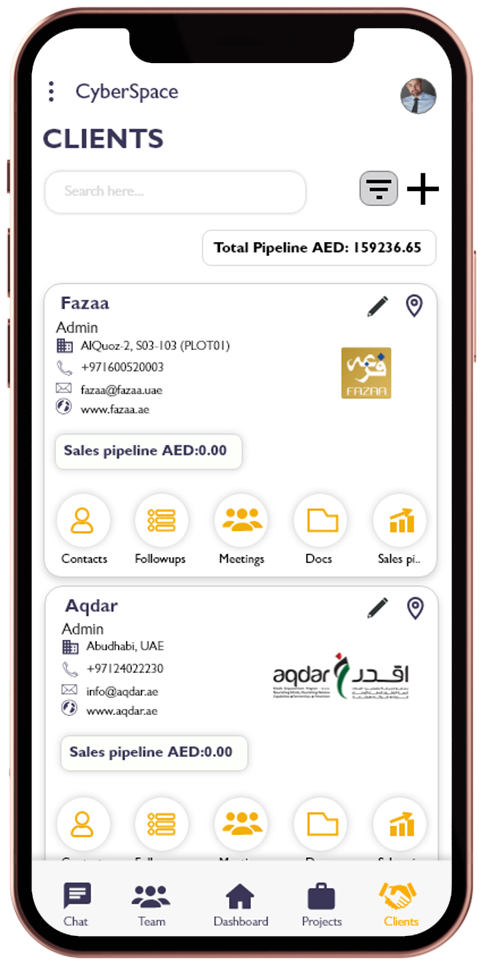 CyberSpace
CLIENTS
Search here...
Total Pipeline AED: 159236.65
Fazaa
Admin
AlQuoz-2, S03-103 (PLOT01)
+971600520003
fazaa@fazaa.uae
www.fazaa.ae
فزعة
FAZAA
Sales pipeline AED:0.00
Contacts
Followups
Meetings
Docs
Sales pi..
Aqdar
Admin
Abudhabi, UAE
+97124022230
info@aqdar.ae
www.aqdar.ae
aqdar اقدر
Sales pipeline AED:0.00
Chat
Team
Dashboard
Projects
Clients